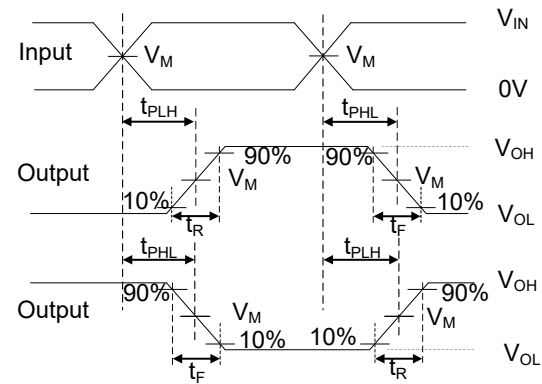 V_IN
Input V_M V_M
0V
t_PLH t_PHL
90% 90% V_OH
Output V_M V_M
10% 10%
t_R t_F V_OL
t_PHL t_PLH
90% 90% V_OH
Output V_M V_M
10% 10%
t_F t_R V_OL